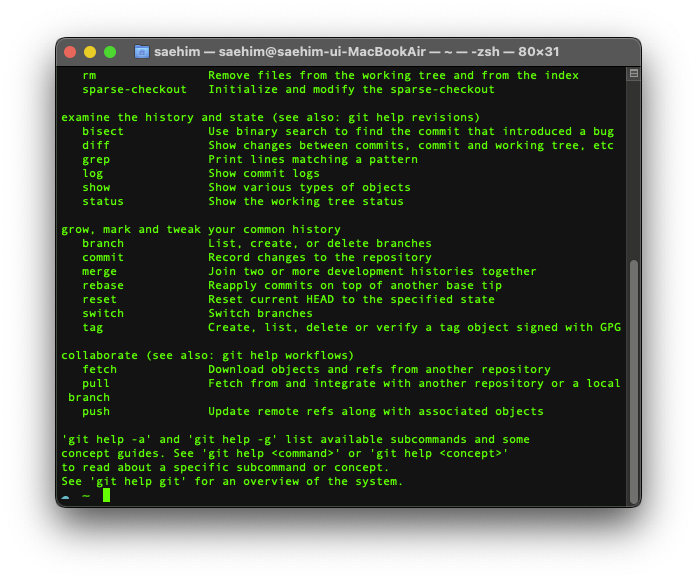 saehim — saehim@saehim-ui-MacBookAir — ~ — -zsh — 80×31
rm Remove files from the working tree and from the index
sparse-checkout Initialize and modify the sparse-checkout
examine the history and state (see also: git help revisions)
bisect Use binary search to find the commit that introduced a bug
diff Show changes between commits, commit and working tree, etc
grep Print lines matching a pattern
log Show commit logs
show Show various types of objects
status Show the working tree status
grow, mark and tweak your common history
branch List, create, or delete branches
commit Record changes to the repository
merge Join two or more development histories together
rebase Reapply commits on top of another base tip
reset Reset current HEAD to the specified state
switch Switch branches
tag Create, list, delete or verify a tag object signed with GPG
collaborate (see also: git help workflows)
fetch Download objects and refs from another repository
pull Fetch from and integrate with another repository or a local
branch
push Update remote refs along with associated objects
'git help -a' and 'git help -g' list available subcommands and some
concept guides. See 'git help <command>' or 'git help <concept>'
to read about a specific subcommand or concept.
See 'git help git' for an overview of the system.
☁ ~